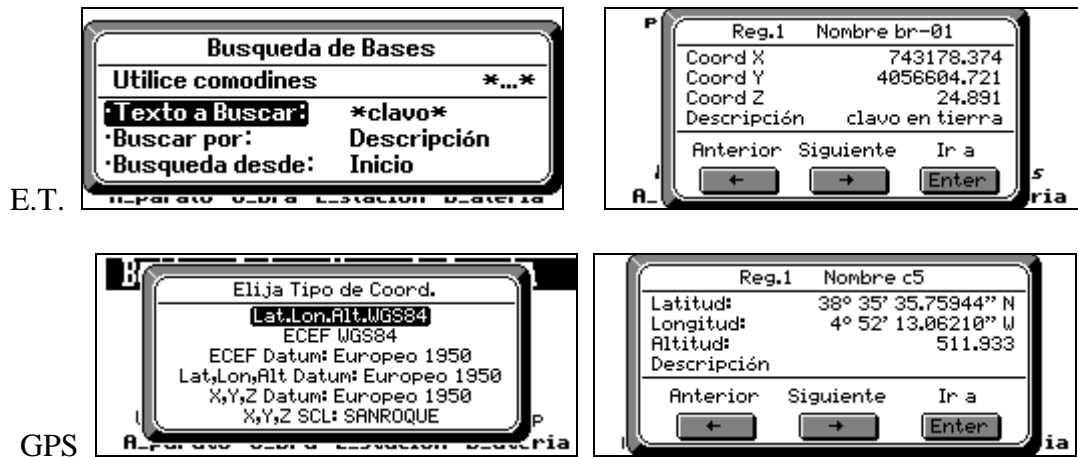 Busqueda de Bases
Utilice comodines *...*
·Texto a Buscar: *clavo*
·Buscar por: Descripción
·Busqueda desde: Inicio
E.T.
Reg.1 Nombre br-01
Coord X 743178.374
Coord Y 4056604.721
Coord Z 24.891
Descripción clavo en tierra
Anterior Siguiente Ir a
← → Enter
Elija Tipo de Coord.
Lat.Lon.Alt.WGS84
ECEF WGS84
ECEF Datum: Europeo 1950
Lat,Lon,Alt Datum: Europeo 1950
X,Y,Z Datum: Europeo 1950
X,Y,Z SCL: SANROQUE
GPS
Reg.1 Nombre c5
Latitud: 38º 35' 35.75944" N
Longitud: 4º 52' 13.06210" W
Altitud: 511.933
Descripción
Anterior Siguiente Ir a
← → Enter